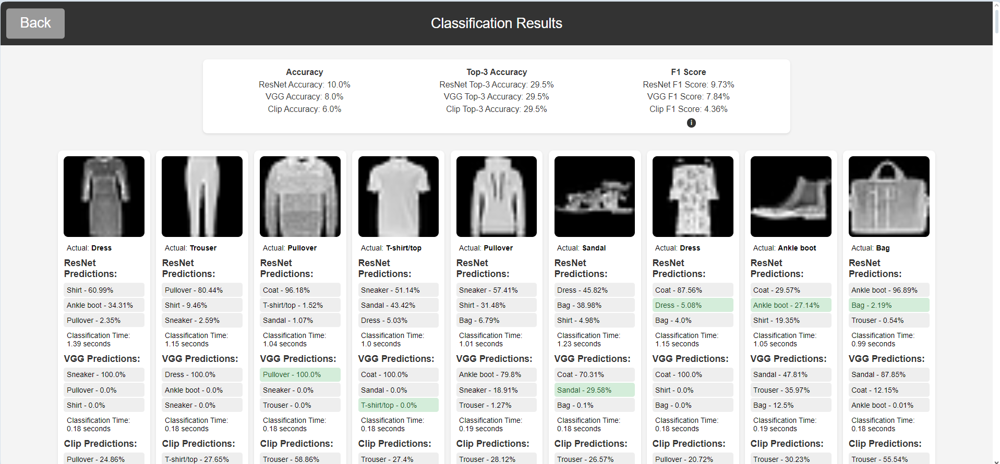 Back
Classification Results
Accuracy
ResNet Accuracy: 10.0%
VGG Accuracy: 8.0%
Clip Accuracy: 6.0%
Top-3 Accuracy
ResNet Top-3 Accuracy: 29.5%
VGG Top-3 Accuracy: 29.5%
Clip Top-3 Accuracy: 29.5%
F1 Score
ResNet F1 Score: 9.73%
VGG F1 Score: 7.84%
Clip F1 Score: 4.36%
i
Actual: Dress
ResNet
Predictions:
Shirt - 60.99%
Ankle boot - 34.31%
Pullover - 2.35%
Classification Time:
1.39 seconds
VGG Predictions:
Sneaker - 100.0%
Pullover - 0.0%
Shirt - 0.0%
Classification Time:
0.18 seconds
Clip Predictions:
Pullover - 24.86%
Actual: Trouser
ResNet
Predictions:
Pullover - 80.44%
Shirt - 9.46%
Sneaker - 2.59%
Classification Time:
1.15 seconds
VGG Predictions:
Dress - 100.0%
Ankle boot - 0.0%
Sneaker - 0.0%
Classification Time:
0.18 seconds
Clip Predictions:
T-shirt/top - 27.65%
Actual: Pullover
ResNet
Predictions:
Coat - 96.18%
T-shirt/top - 1.52%
Sandal - 1.07%
Classification Time:
1.04 seconds
VGG Predictions:
Pullover - 100.0%
Sneaker - 0.0%
Trouser - 0.0%
Classification Time:
0.18 seconds
Clip Predictions:
Trouser - 58.86%
Actual: T-shirt/top
ResNet
Predictions:
Sneaker - 51.14%
Sandal - 43.42%
Dress - 5.03%
Classification Time:
1.0 seconds
VGG Predictions:
Coat - 100.0%
Sandal - 0.0%
T-shirt/top - 0.0%
Classification Time:
0.18 seconds
Clip Predictions:
Trouser - 27.4%
Actual: Pullover
ResNet
Predictions:
Sneaker - 57.41%
Shirt - 31.48%
Bag - 6.79%
Classification Time:
1.01 seconds
VGG Predictions:
Ankle boot - 79.8%
Sneaker - 18.91%
Trouser - 1.27%
Classification Time:
0.19 seconds
Clip Predictions:
Trouser - 28.12%
Actual: Sandal
ResNet
Predictions:
Dress - 45.82%
Bag - 38.98%
Shirt - 4.98%
Classification Time:
1.23 seconds
VGG Predictions:
Coat - 70.31%
Sandal - 29.58%
Bag - 0.1%
Classification Time:
0.18 seconds
Clip Predictions:
Trouser - 26.57%
Actual: Dress
ResNet
Predictions:
Coat - 87.56%
Dress - 5.08%
Bag - 4.0%
Classification Time:
1.15 seconds
VGG Predictions:
Coat - 100.0%
Shirt - 0.0%
Bag - 0.0%
Classification Time:
0.18 seconds
Clip Predictions:
Pullover - 20.72%
Actual: Ankle boot
ResNet
Predictions:
Coat - 29.57%
Ankle boot - 27.14%
Shirt - 19.35%
Classification Time:
1.05 seconds
VGG Predictions:
Sandal - 47.81%
Trouser - 35.97%
Bag - 12.5%
Classification Time:
0.19 seconds
Clip Predictions:
Trouser - 30.23%
Actual: Bag
ResNet
Predictions:
Ankle boot - 96.89%
Bag - 2.19%
Trouser - 0.54%
Classification Time:
0.99 seconds
VGG Predictions:
Sandal - 87.85%
Coat - 12.15%
Ankle boot - 0.01%
Classification Time:
0.18 seconds
Clip Predictions:
Trouser - 55.54%